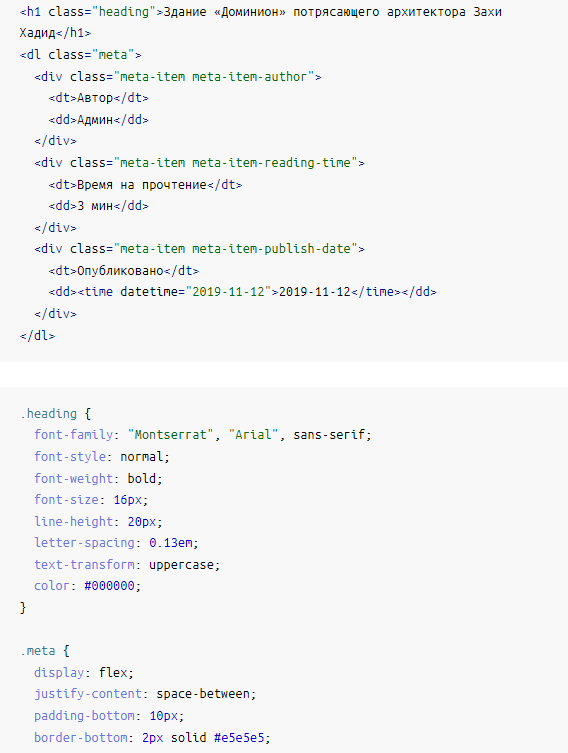 <h1 class="heading">Здание «Доминион» потрясающего архитектора Захи
Хадид</h1>
<dl class="meta">
  <div class="meta-item meta-item-author">
    <dt>Автор</dt>
    <dd>Админ</dd>
  </div>
  <div class="meta-item meta-item-reading-time">
    <dt>Время на прочтение</dt>
    <dd>3 мин</dd>
  </div>
  <div class="meta-item meta-item-publish-date">
    <dt>Опубликовано</dt>
    <dd><time datetime="2019-11-12">2019-11-12</time></dd>
  </div>
</dl>
.heading {
  font-family: "Montserrat", "Arial", sans-serif;
  font-style: normal;
  font-weight: bold;
  font-size: 16px;
  line-height: 20px;
  letter-spacing: 0.13em;
  text-transform: uppercase;
  color: #000000;
}
.meta {
  display: flex;
  justify-content: space-between;
  padding-bottom: 10px;
  border-bottom: 2px solid #e5e5e5;